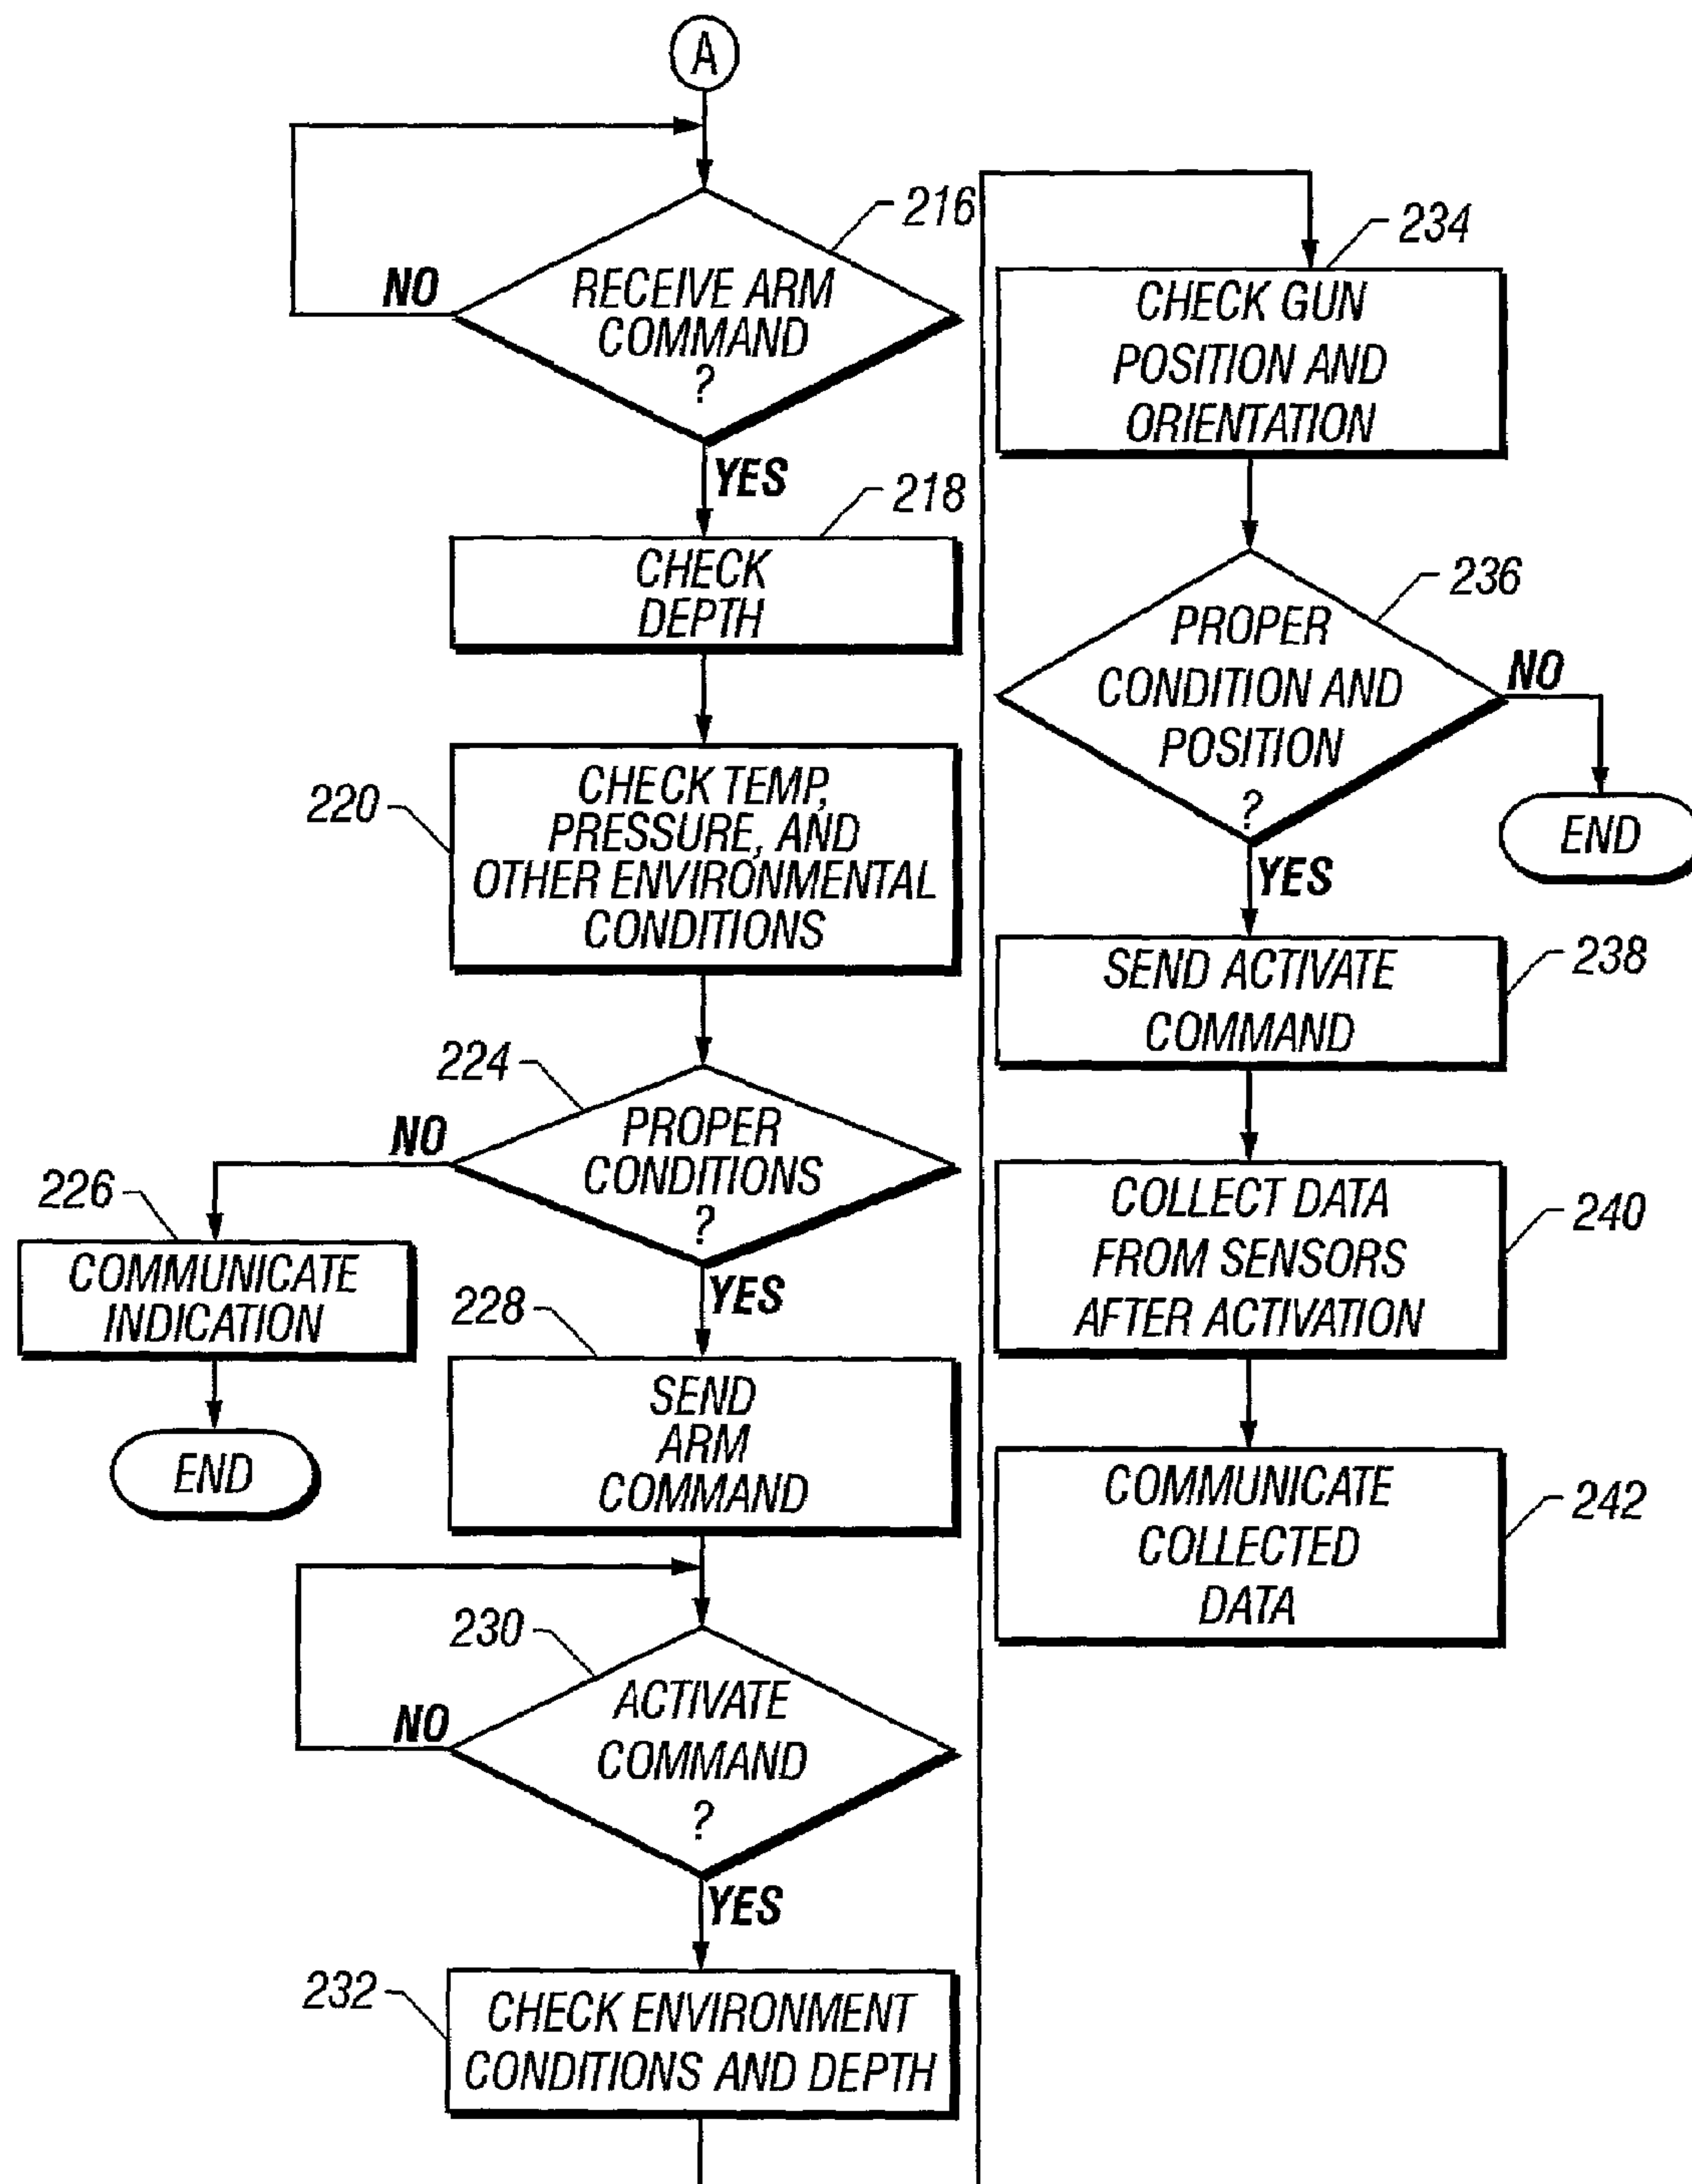 A
216
NO
RECEIVE ARM
COMMAND
?
YES
218
CHECK
DEPTH
220
CHECK TEMP,
PRESSURE, AND
OTHER ENVIRONMENTAL
CONDITIONS
224
NO
PROPER
CONDITIONS
?
226
COMMUNICATE
INDICATION
END
YES
228
SEND
ARM
COMMAND
230
NO
ACTIVATE
COMMAND
?
YES
232
CHECK ENVIRONMENT
CONDITIONS AND DEPTH
234
CHECK GUN
POSITION AND
ORIENTATION
236
PROPER
CONDITION AND
POSITION
?
NO
END
YES
238
SEND ACTIVATE
COMMAND
240
COLLECT DATA
FROM SENSORS
AFTER ACTIVATION
242
COMMUNICATE
COLLECTED
DATA